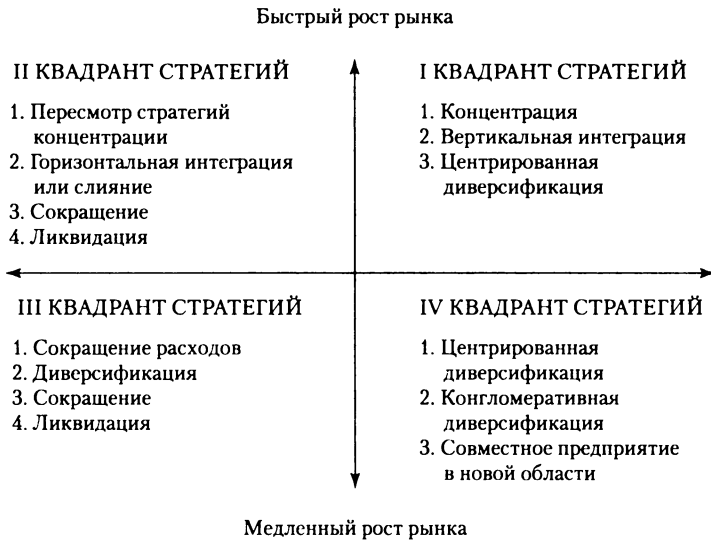 Быстрый рост рынка
II КВАДРАНТ СТРАТЕГИЙ
1. Пересмотр стратегий
концентрации
2. Горизонтальная интеграция
или слияние
3. Сокращение
4. Ликвидация
I КВАДРАНТ СТРАТЕГИЙ
1. Концентрация
2. Вертикальная интеграция
3. Центрированная
диверсификация
III КВАДРАНТ СТРАТЕГИЙ
1. Сокращение расходов
2. Диверсификация
3. Сокращение
4. Ликвидация
IV КВАДРАНТ СТРАТЕГИЙ
1. Центрированная
диверсификация
2. Конгломеративная
диверсификация
3. Совместное предприятие
в новой области
Медленный рост рынка